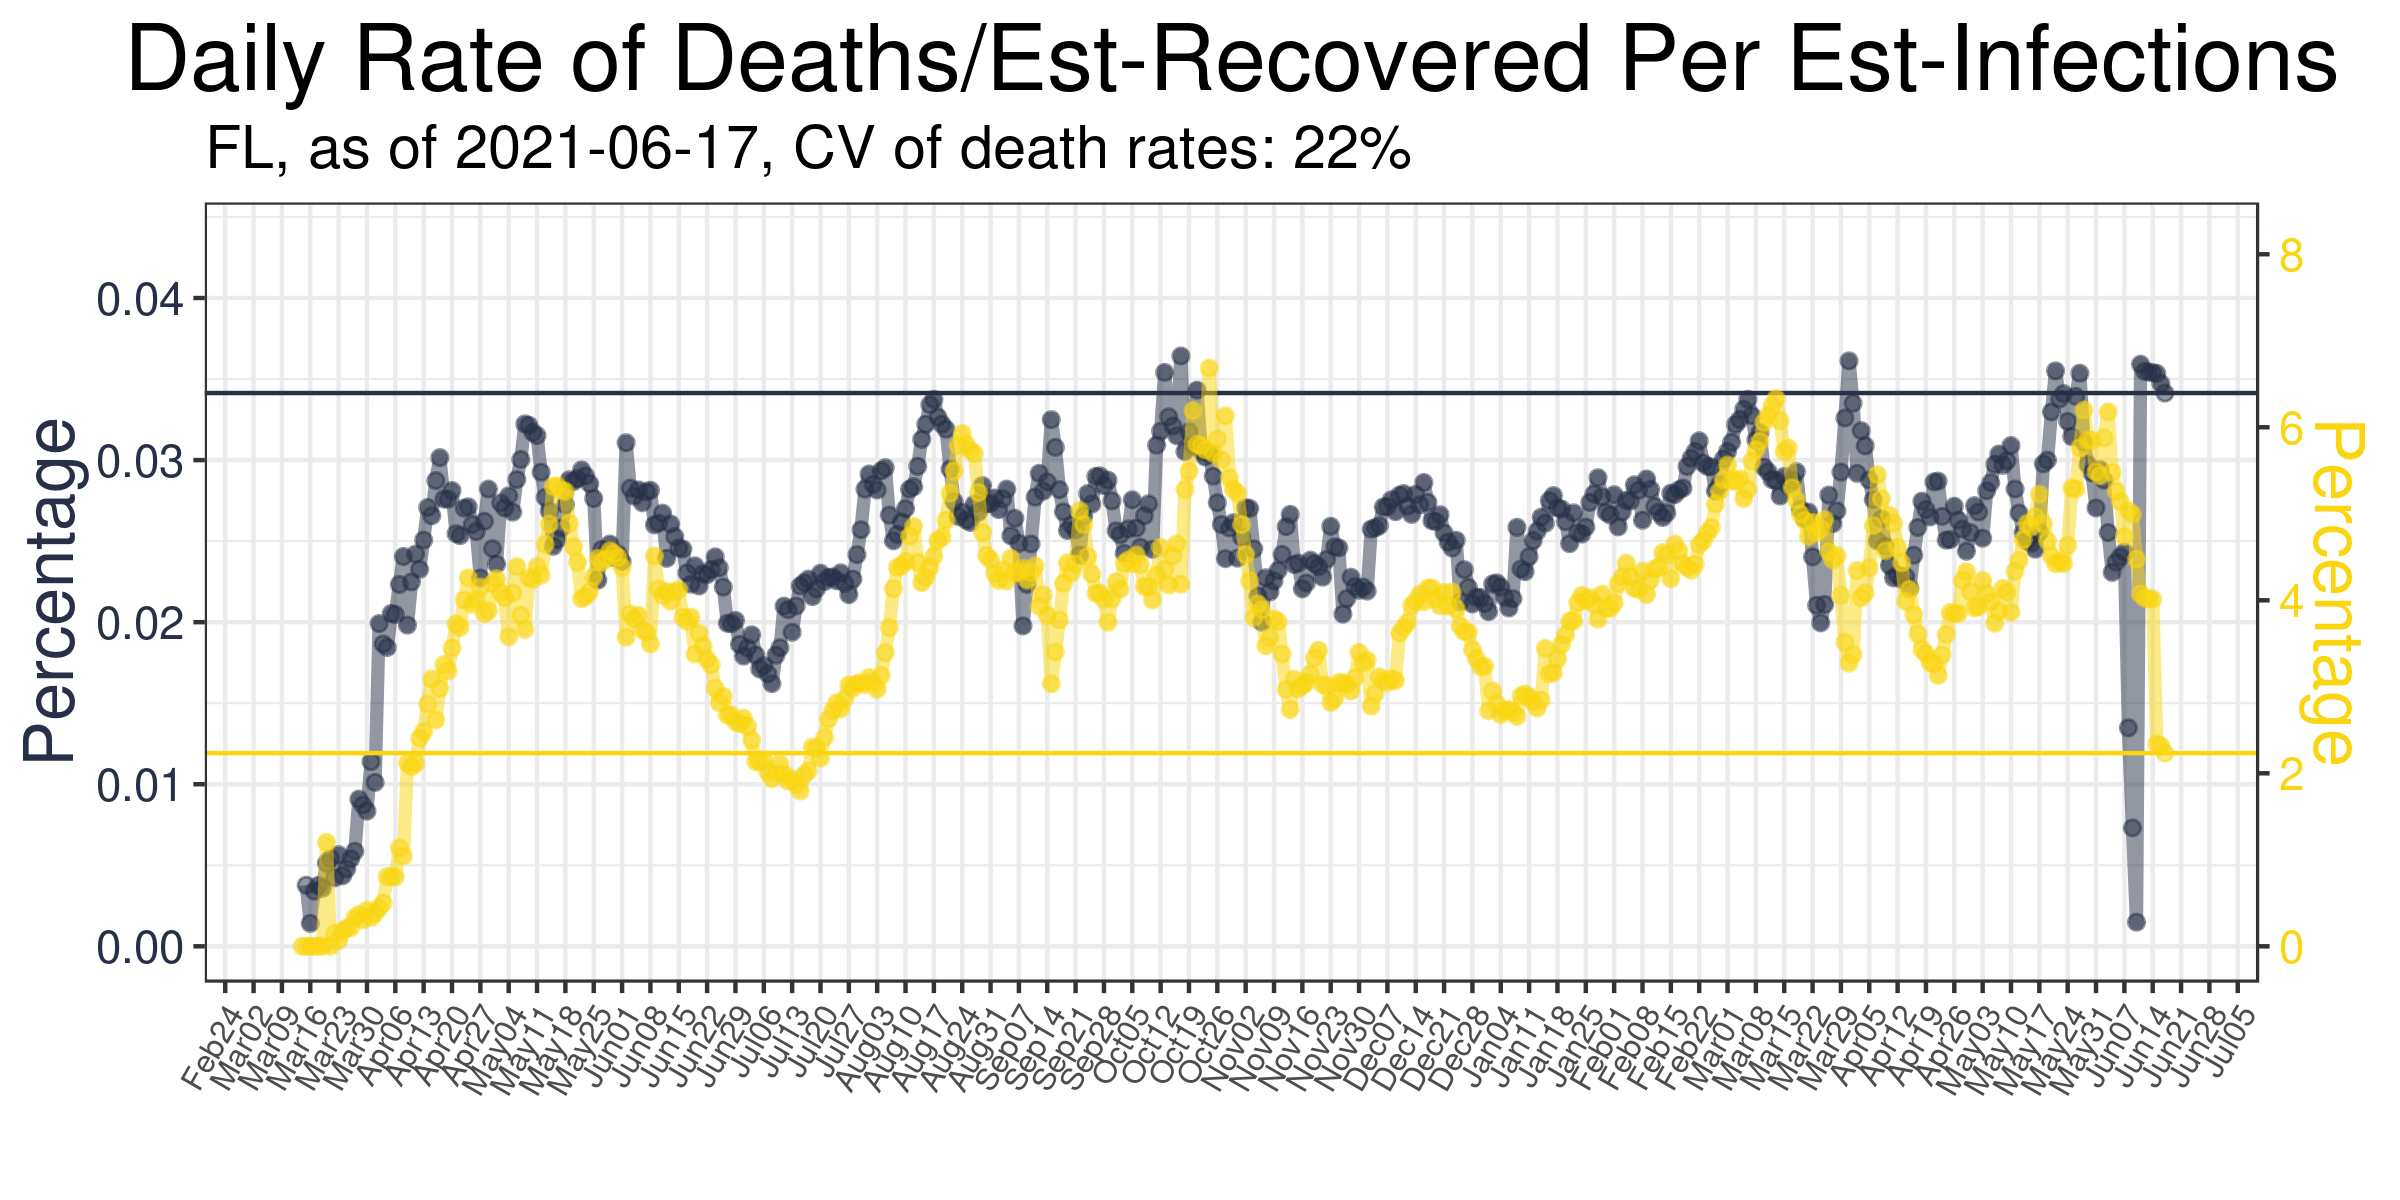 Daily Rate of Deaths/Est-Recovered Per Est-Infections
FL, as of 2021-06-17, CV of death rates: 22%
Percentage
0.04
0.03
0.02
0.01
0.00
8
6
4
2
0
Percentage
Feb24
Mar02
Mar09
Mar16
Mar23
Mar30
Apr06
Apr13
Apr20
Apr27
May04
May11
May18
May25
Jun01
Jun08
Jun15
Jun22
Jun29
Jul06
Jul13
Jul20
Jul27
Aug03
Aug10
Aug17
Aug24
Aug31
Sep07
Sep14
Sep21
Sep28
Oct05
Oct12
Oct19
Oct26
Nov02
Nov09
Nov16
Nov23
Nov30
Dec07
Dec14
Dec21
Dec28
Jan04
Jan11
Jan18
Jan25
Feb01
Feb08
Feb15
Feb22
Mar01
Mar08
Mar15
Mar22
Mar29
Apr05
Apr12
Apr19
Apr26
May03
May10
May17
May24
May31
Jun07
Jun14
Jun21
Jun28
Jul05